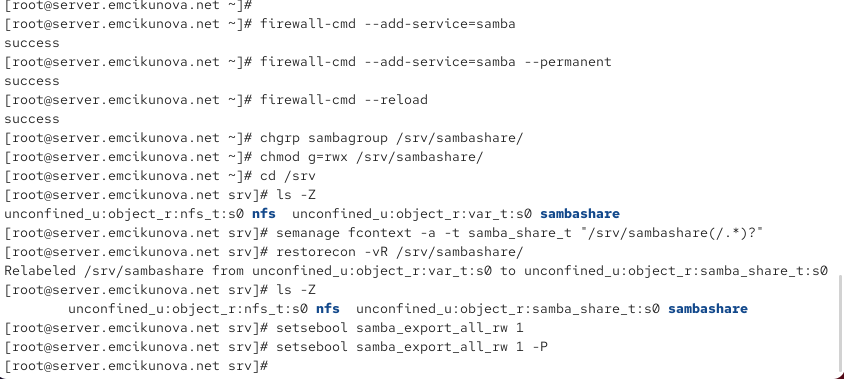 [root@server.emcikunova.net ~]#
[root@server.emcikunova.net ~]# firewall-cmd --add-service=samba
success
[root@server.emcikunova.net ~]# firewall-cmd --add-service=samba --permanent
success
[root@server.emcikunova.net ~]# firewall-cmd --reload
success
[root@server.emcikunova.net ~]# chgrp sambagroup /srv/sambashare/
[root@server.emcikunova.net ~]# chmod g=rwx /srv/sambashare/
[root@server.emcikunova.net ~]# cd /srv
[root@server.emcikunova.net srv]# ls -Z
unconfined_u:object_r:nfs_t:s0 nfs  unconfined_u:object_r:var_t:s0 sambashare
[root@server.emcikunova.net srv]# semanage fcontext -a -t samba_share_t "/srv/sambashare(/.*)?"
[root@server.emcikunova.net srv]# restorecon -vR /srv/sambashare/
Relabeled /srv/sambashare from unconfined_u:object_r:var_t:s0 to unconfined_u:object_r:samba_share_t:s0
[root@server.emcikunova.net srv]# ls -Z
        unconfined_u:object_r:nfs_t:s0 nfs  unconfined_u:object_r:samba_share_t:s0 sambashare
[root@server.emcikunova.net srv]# setsebool samba_export_all_rw 1
[root@server.emcikunova.net srv]# setsebool samba_export_all_rw 1 -P
[root@server.emcikunova.net srv]#